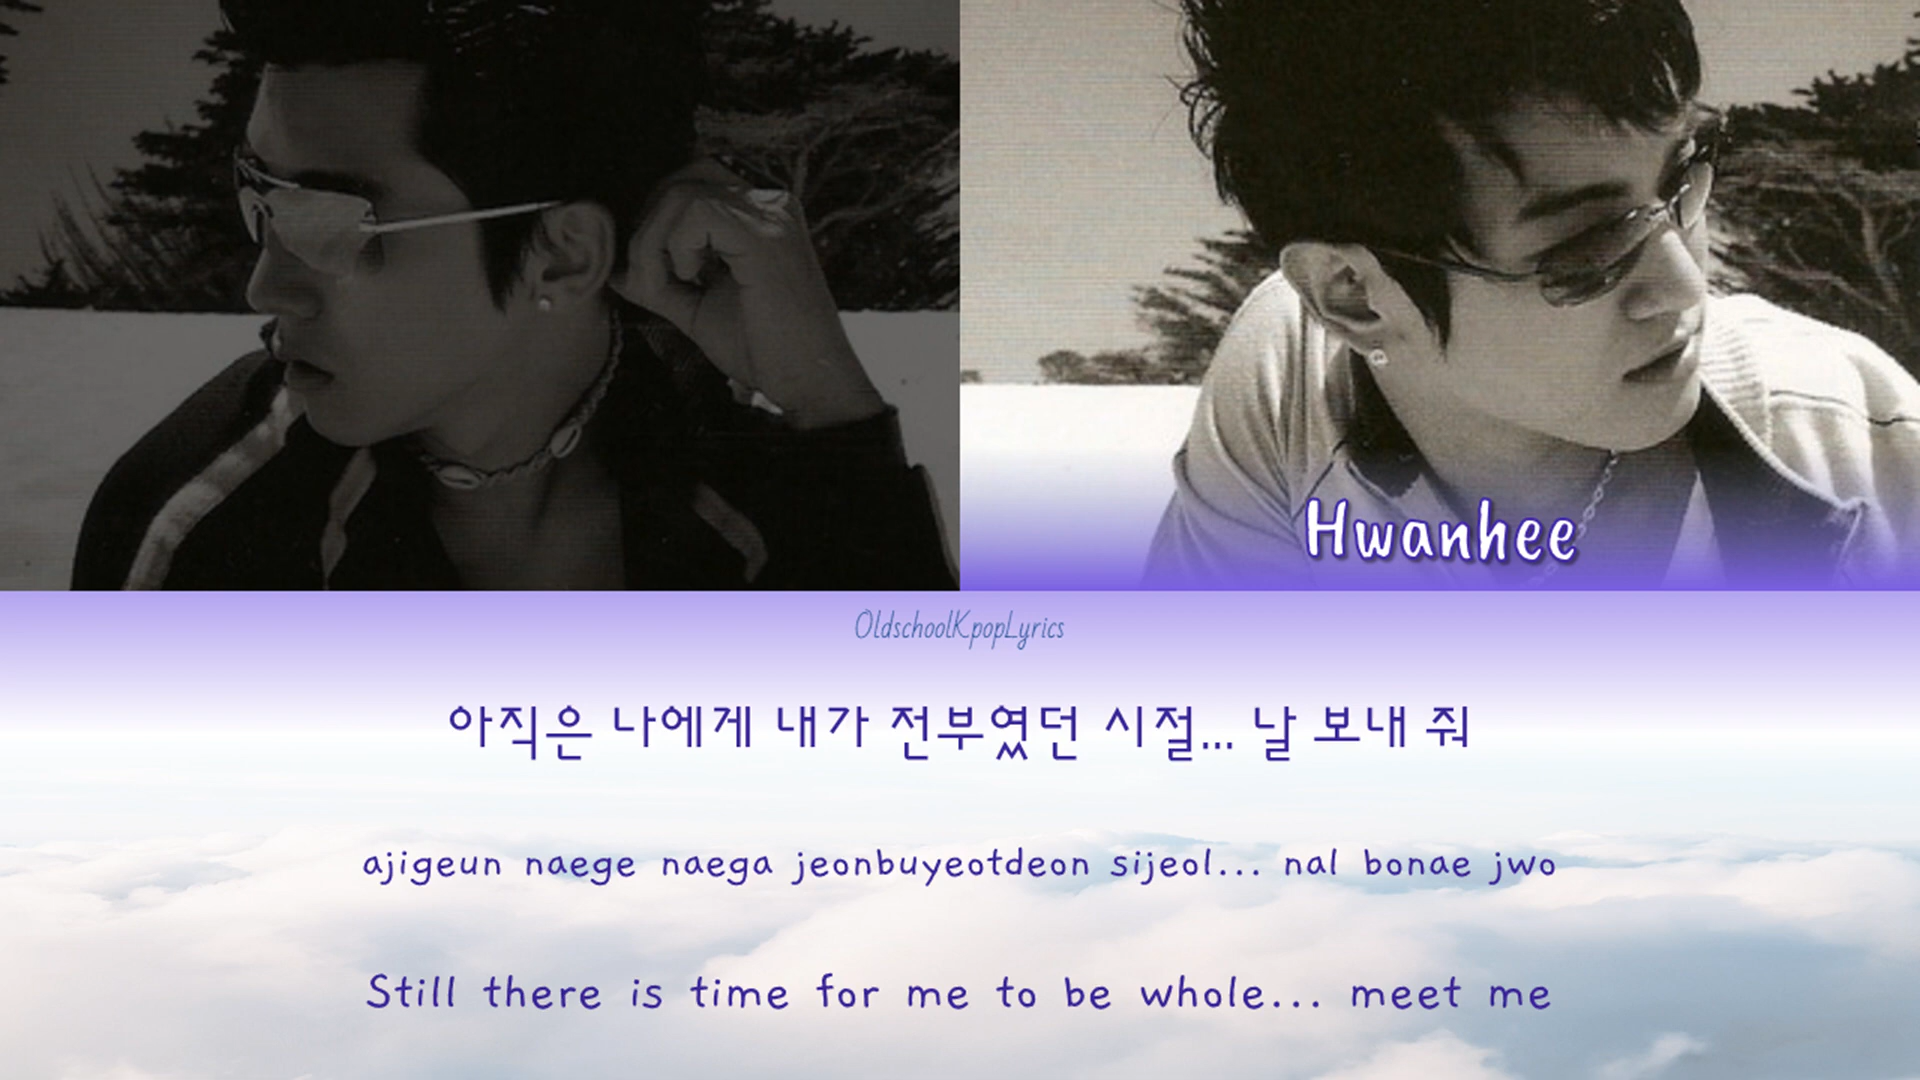 Hwanhee
OldschoolKpopLyrics
아직은 나에게 내가 전부였던 시절... 날 보내 줘
ajigeun naege naega jeonbuyeotdeon sijeol... nal bonae jwo
Still there is time for me to be whole... meet me